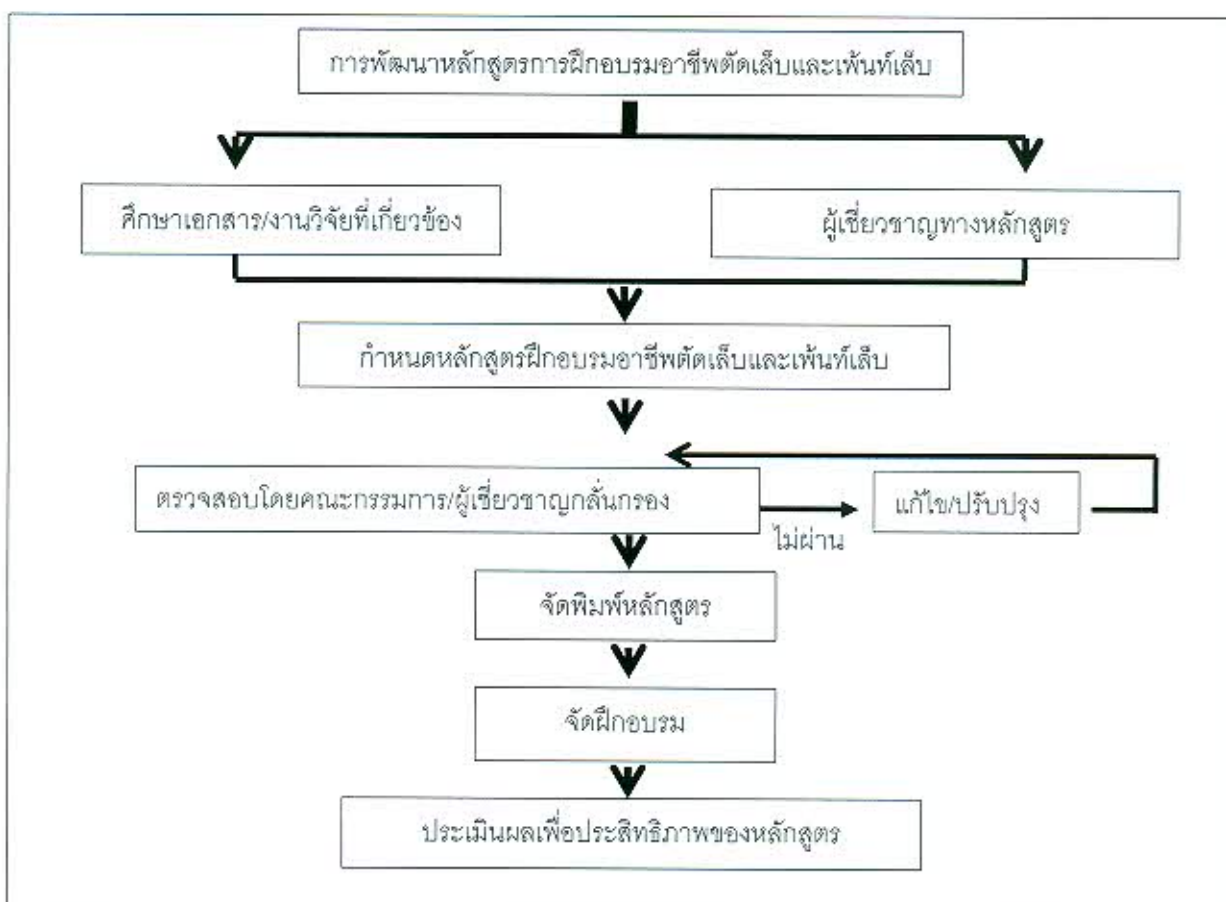 การพัฒนาหลักสูตรการฝึกอบรมอาชีพตัดเล็บและเพ้นท์เล็บ
ศึกษาเอกสาร/งานวิจัยที่เกี่ยวข้อง
ผู้เชี่ยวชาญทางหลักสูตร
กำหนดหลักสูตรฝึกอบรมอาชีพตัดเล็บและเพ้นท์เล็บ
ตรวจสอบโดยคณะกรรมการ/ผู้เชี่ยวชาญกลั่นกรอง
แก้ไข/ปรับปรุง
ไม่ผ่าน
จัดพิมพ์หลักสูตร
จัดฝึกอบรม
ประเมินผลเพื่อประสิทธิภาพของหลักสูตร